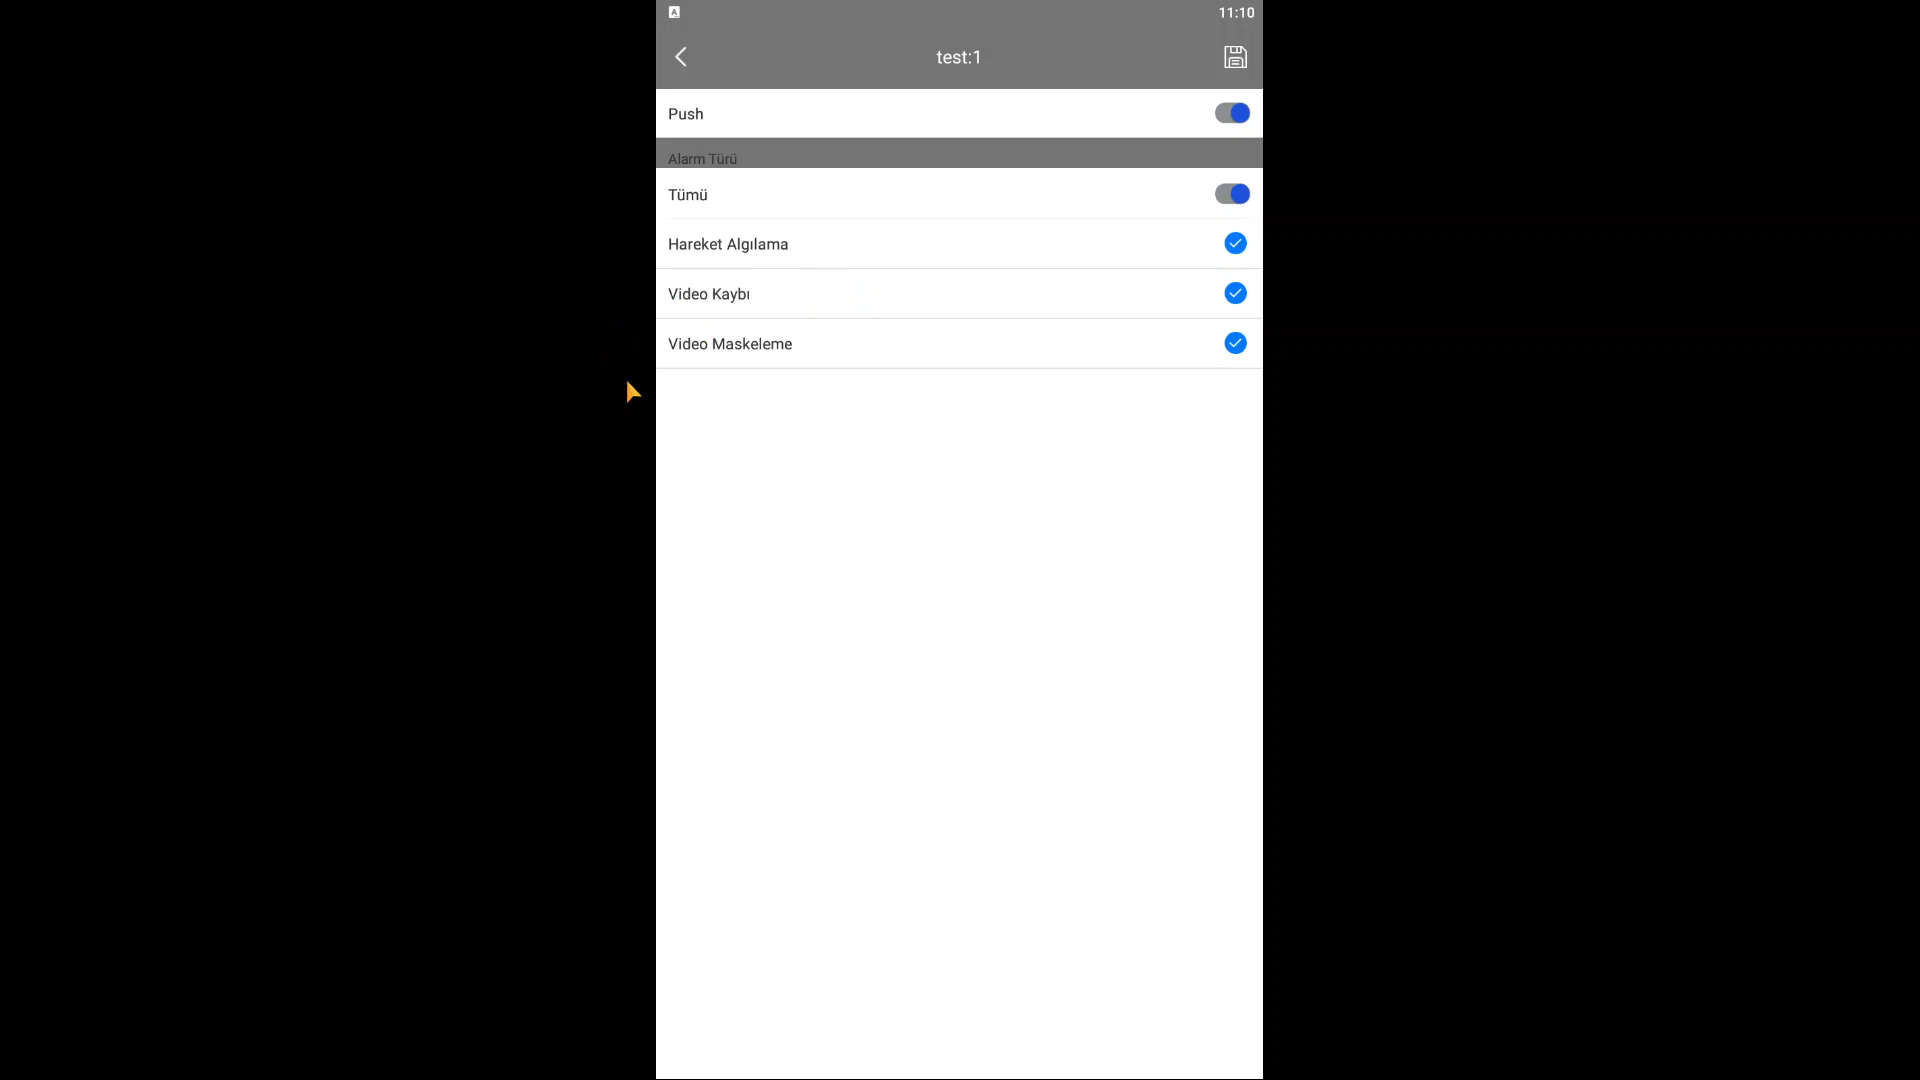 A
11:10
test:1
Push
Alarm Türü
Tümü
Hareket Algılama
Video Kaybı
Video Maskeleme